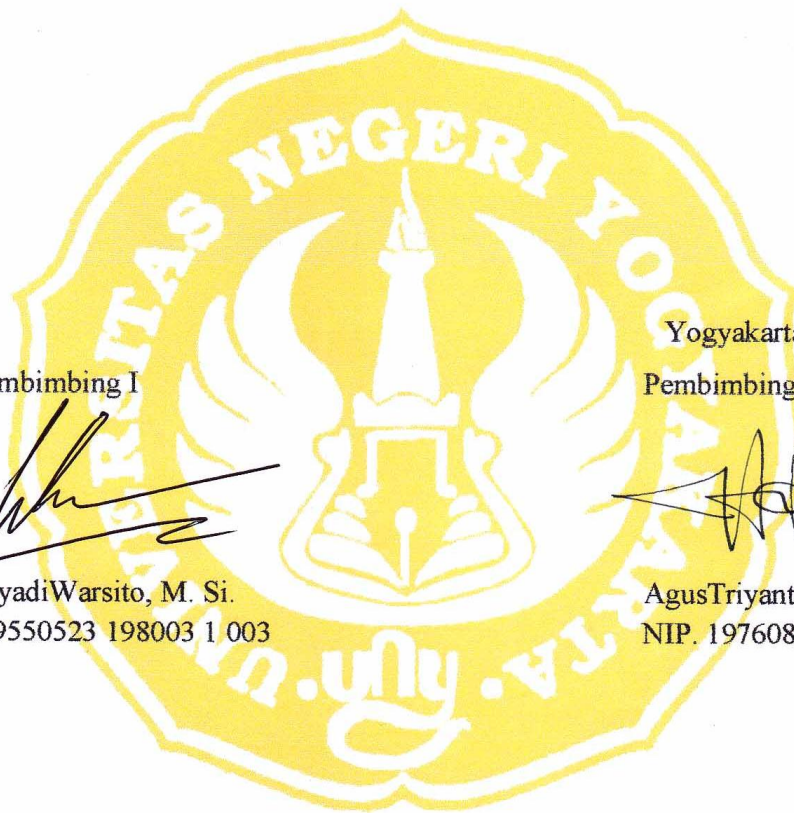 UNIVERSITAS NEGERI YOGYAKARTA
Yogyakarta
mbimbing I
Pembimbing
yadiWarsito, M. Si.
AgusTriyant
9550523 198003 1 003
NIP. 197608
uny